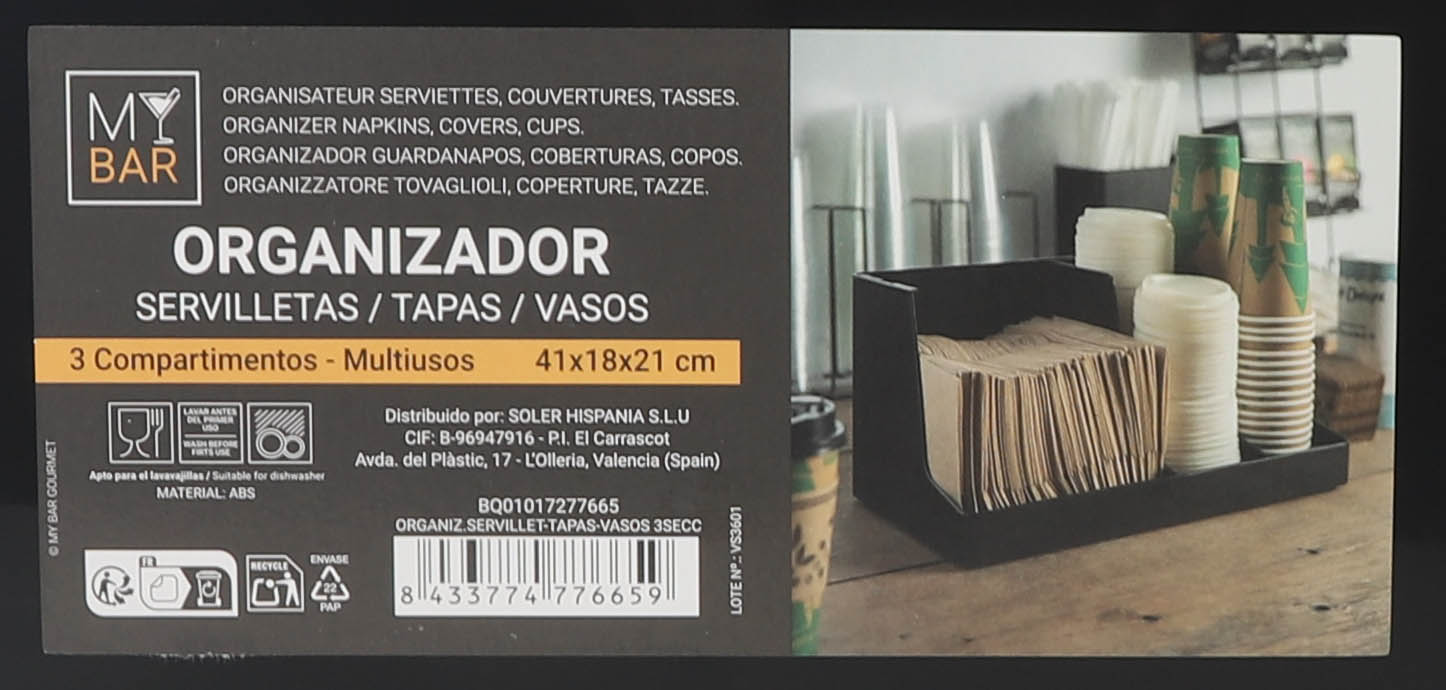 MY
BAR
ORGANISATEUR SERVIETTES, COUVERTURES, TASSES.
ORGANIZER NAPKINS, COVERS, CUPS.
ORGANIZADOR GUARDANAPOS, COBERTURAS, COPOS.
ORGANIZZATORE TOVAGLIOLI, COPERTURE, TAZZE.
ORGANIZADOR
SERVILLETAS / TAPAS / VASOS
3 Compartimentos - Multiusos 41x18x21 cm
LAVAR ANTES
DEL PRIMER
USO
WASH BEFORE
FIRTS USE
Apto para el lavavajillas / Suitable for dishwasher
MATERIAL: ABS
Distribuido por: SOLER HISPANIA S.L.U
CIF: B-96947916 - P.I. El Carrascot
Avda. del Plàstic, 17 - L'Olleria, Valencia (Spain)
BQ01017277665
ORGANIZ.SERVILLET-TAPAS-VASOS 3SECC
8 433774 776659
LOTE Nº.: VS3601
© MY BAR GOURMET
FR
RECYCLE
ENVASE
22
PAP